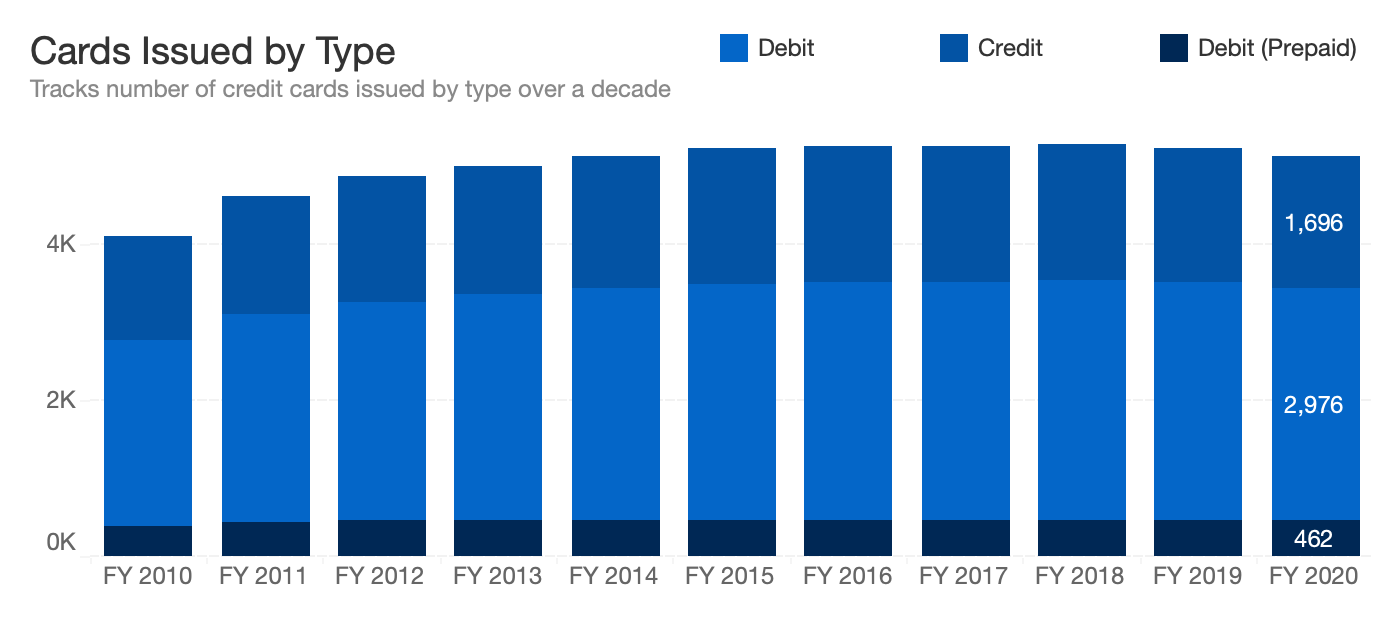 Cards Issued by Type
Tracks number of credit cards issued by type over a decade
Debit
Credit
Debit (Prepaid)
4K
2K
0K
1,696
2,976
462
FY 2010
FY 2011
FY 2012
FY 2013
FY 2014
FY 2015
FY 2016
FY 2017
FY 2018
FY 2019
FY 2020